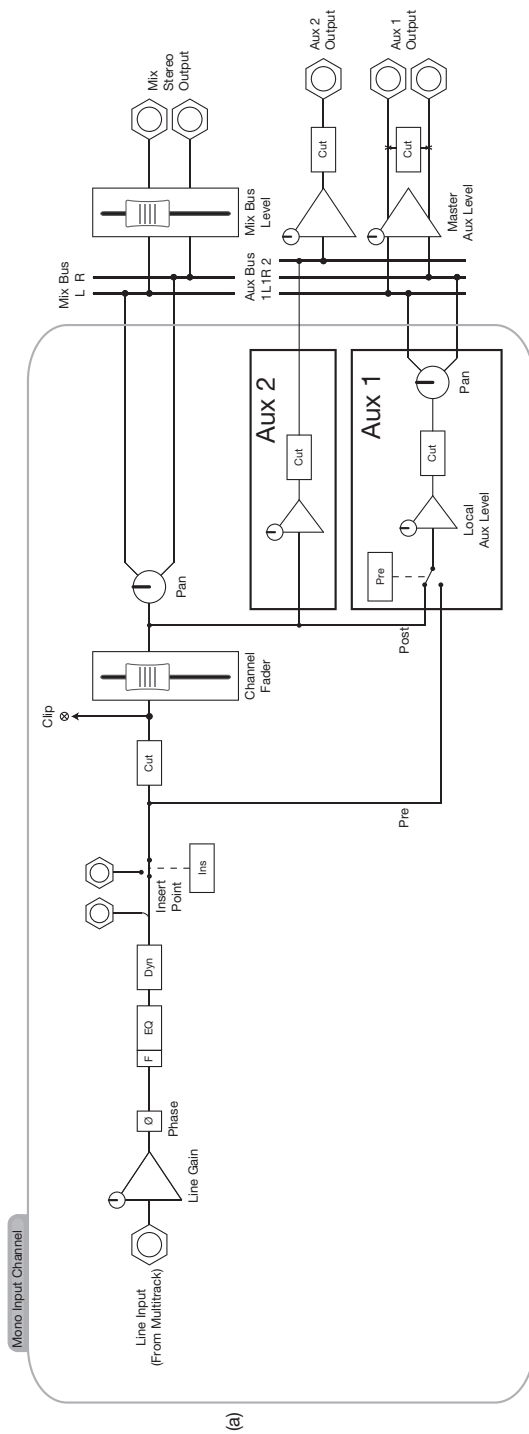 (a)
Mono Input Channel
Line Input
(From Multitrack)
Line Gain
Ø
Phase
F
EQ
Dyn
Insert
Point
Ins
Cut
Clip
Channel
Fader
Pan
Pre
Post
Aux 2
Cut
Aux 1
Pre
Local
Aux Level
Cut
Pan
Mix Bus
L R
Aux Bus
1L1R 2
Mix Bus
Level
Mix
Stereo
Output
Cut
Aux 2
Output
Master
Aux Level
Cut
Aux 1
Output